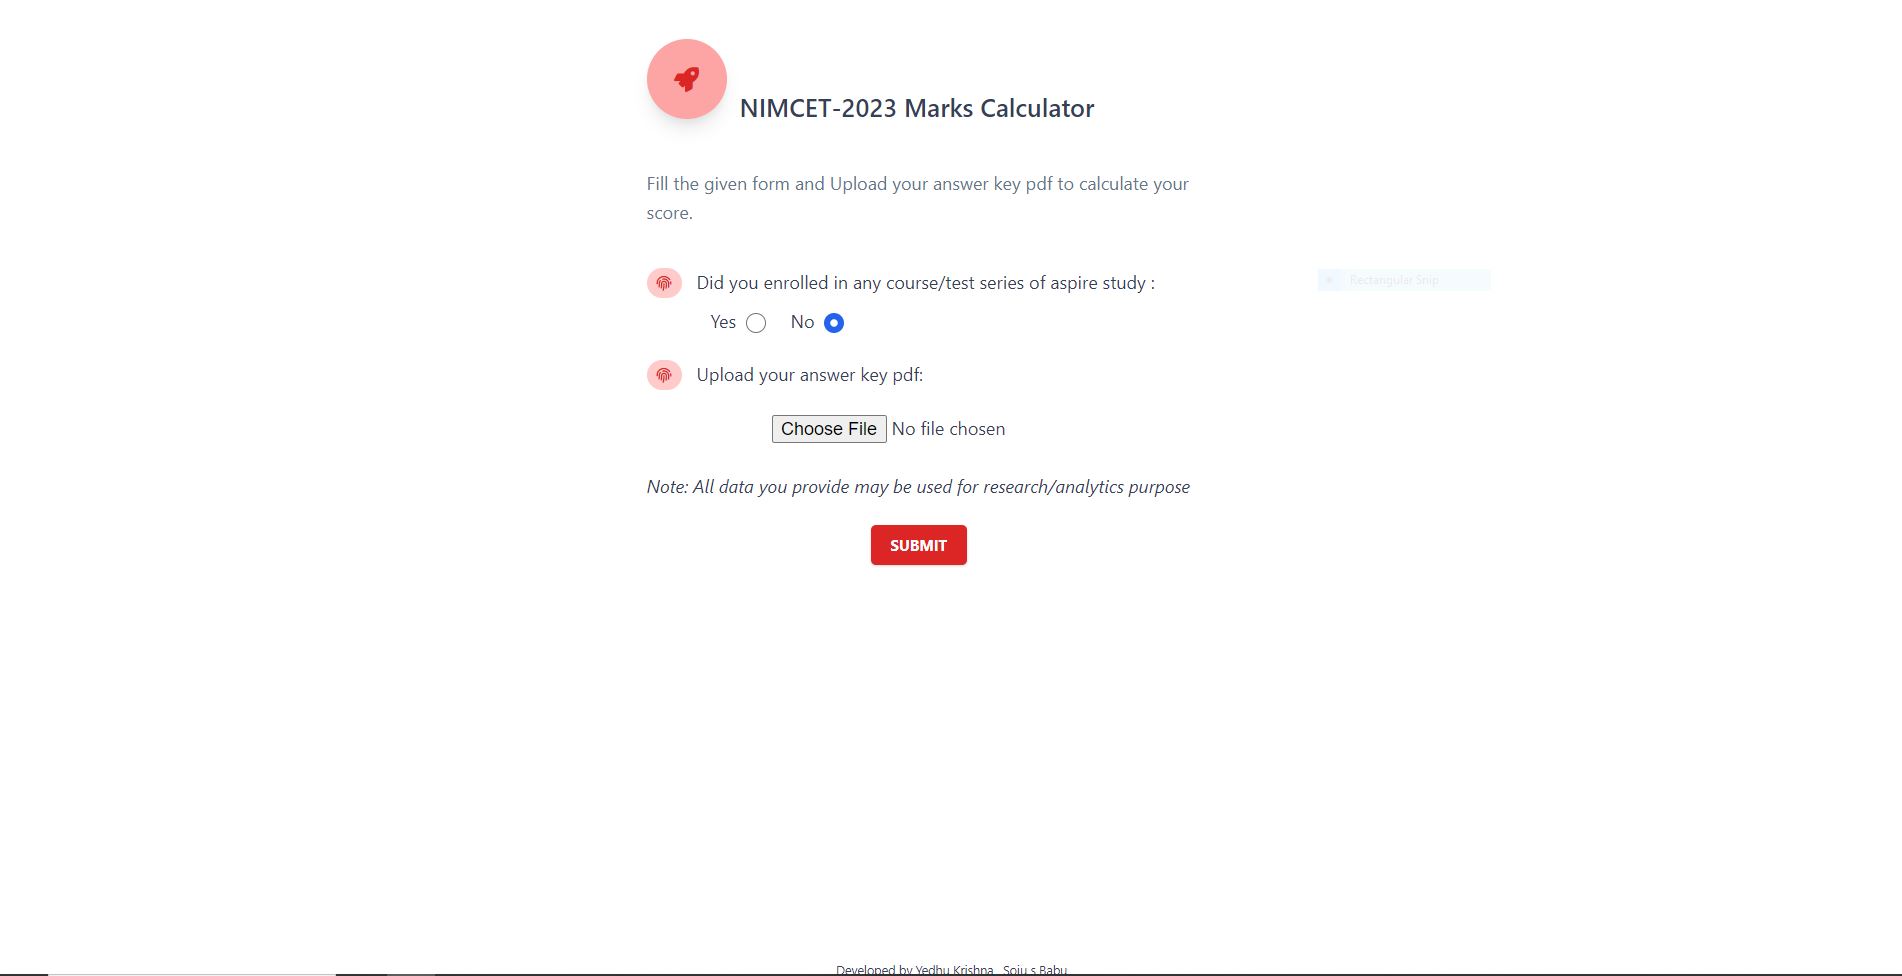 NIMCET-2023 Marks Calculator
Fill the given form and Upload your answer key pdf to calculate your
score.
Did you enrolled in any course/test series of aspire study :
Rectangular Snip
Yes No
Upload your answer key pdf:
Choose File No file chosen
Note: All data you provide may be used for research/analytics purpose
SUBMIT
Developed by Yedhu Krishna , Soju s Babu